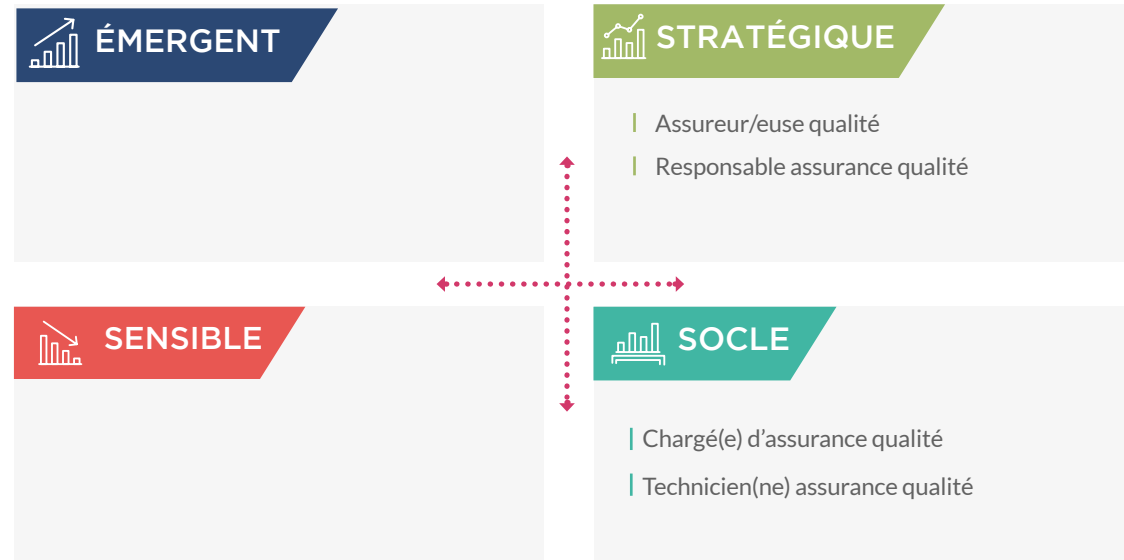 ÉMERGENT
STRATÉGIQUE
Assureur/euse qualité
Responsable assurance qualité
SENSIBLE
SOCLE
Chargé(e) d’assurance qualité
Technicien(ne) assurance qualité